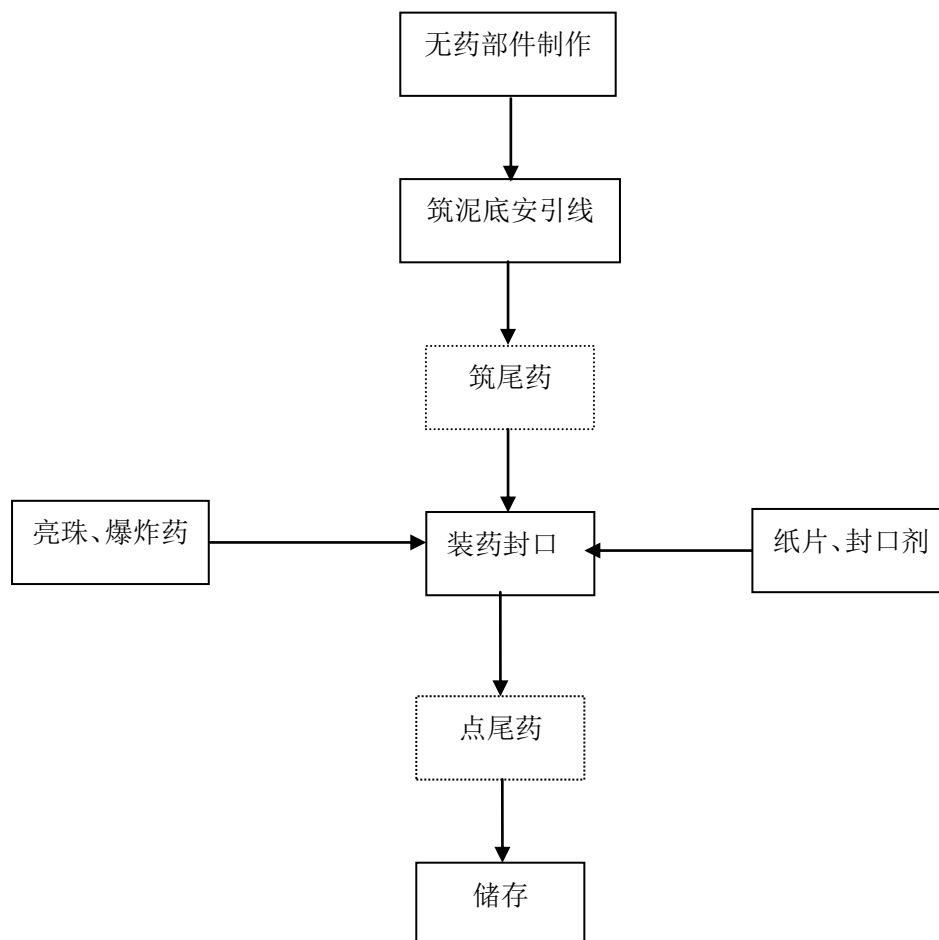 无药部件制作
筑泥底安引线
筑尾药
亮珠、爆炸药
装药封口
纸片、封口剂
点尾药
储存